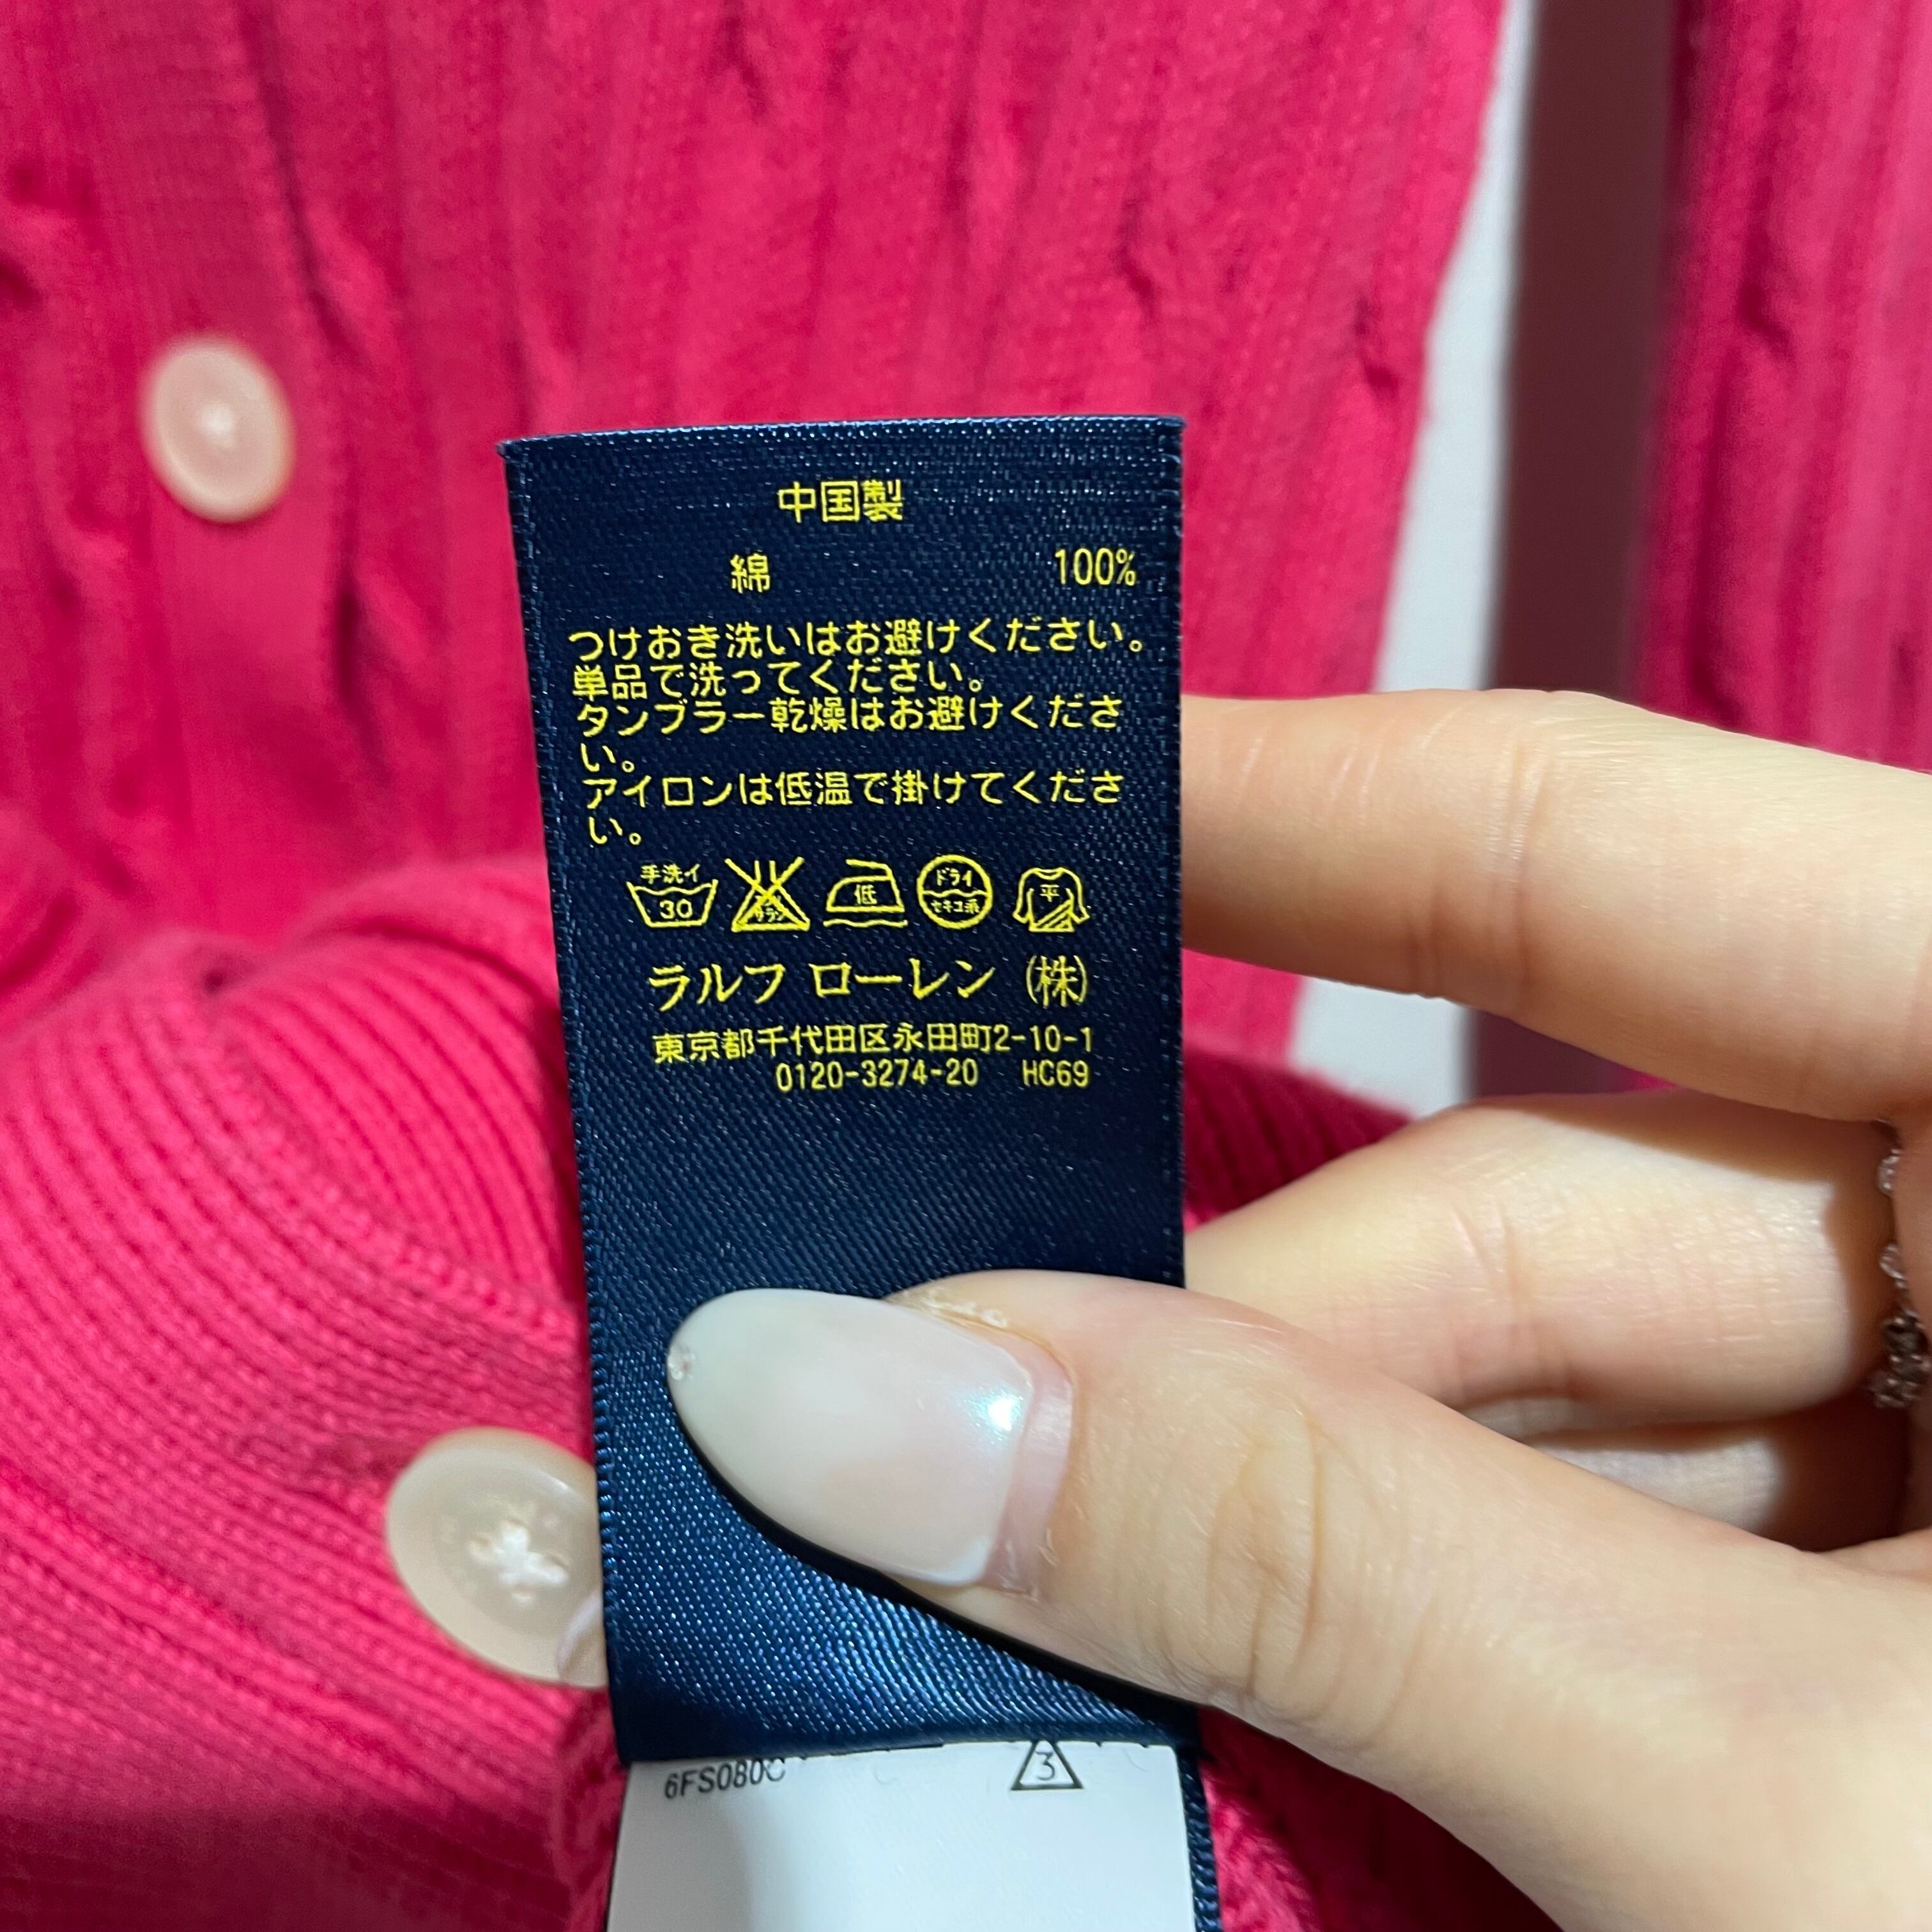 中国製
綿 100%
つけおき洗いはお避けください。
単品で洗ってください。
タンブラー乾燥はお避けくださ
い。
アイロンは低温で掛けてくださ
い。
手洗イ 30 低 ドライ セキユ系 平
ラルフ ローレン (株)
東京都千代田区永田町2-10-1
0120-3274-20 HC69
3